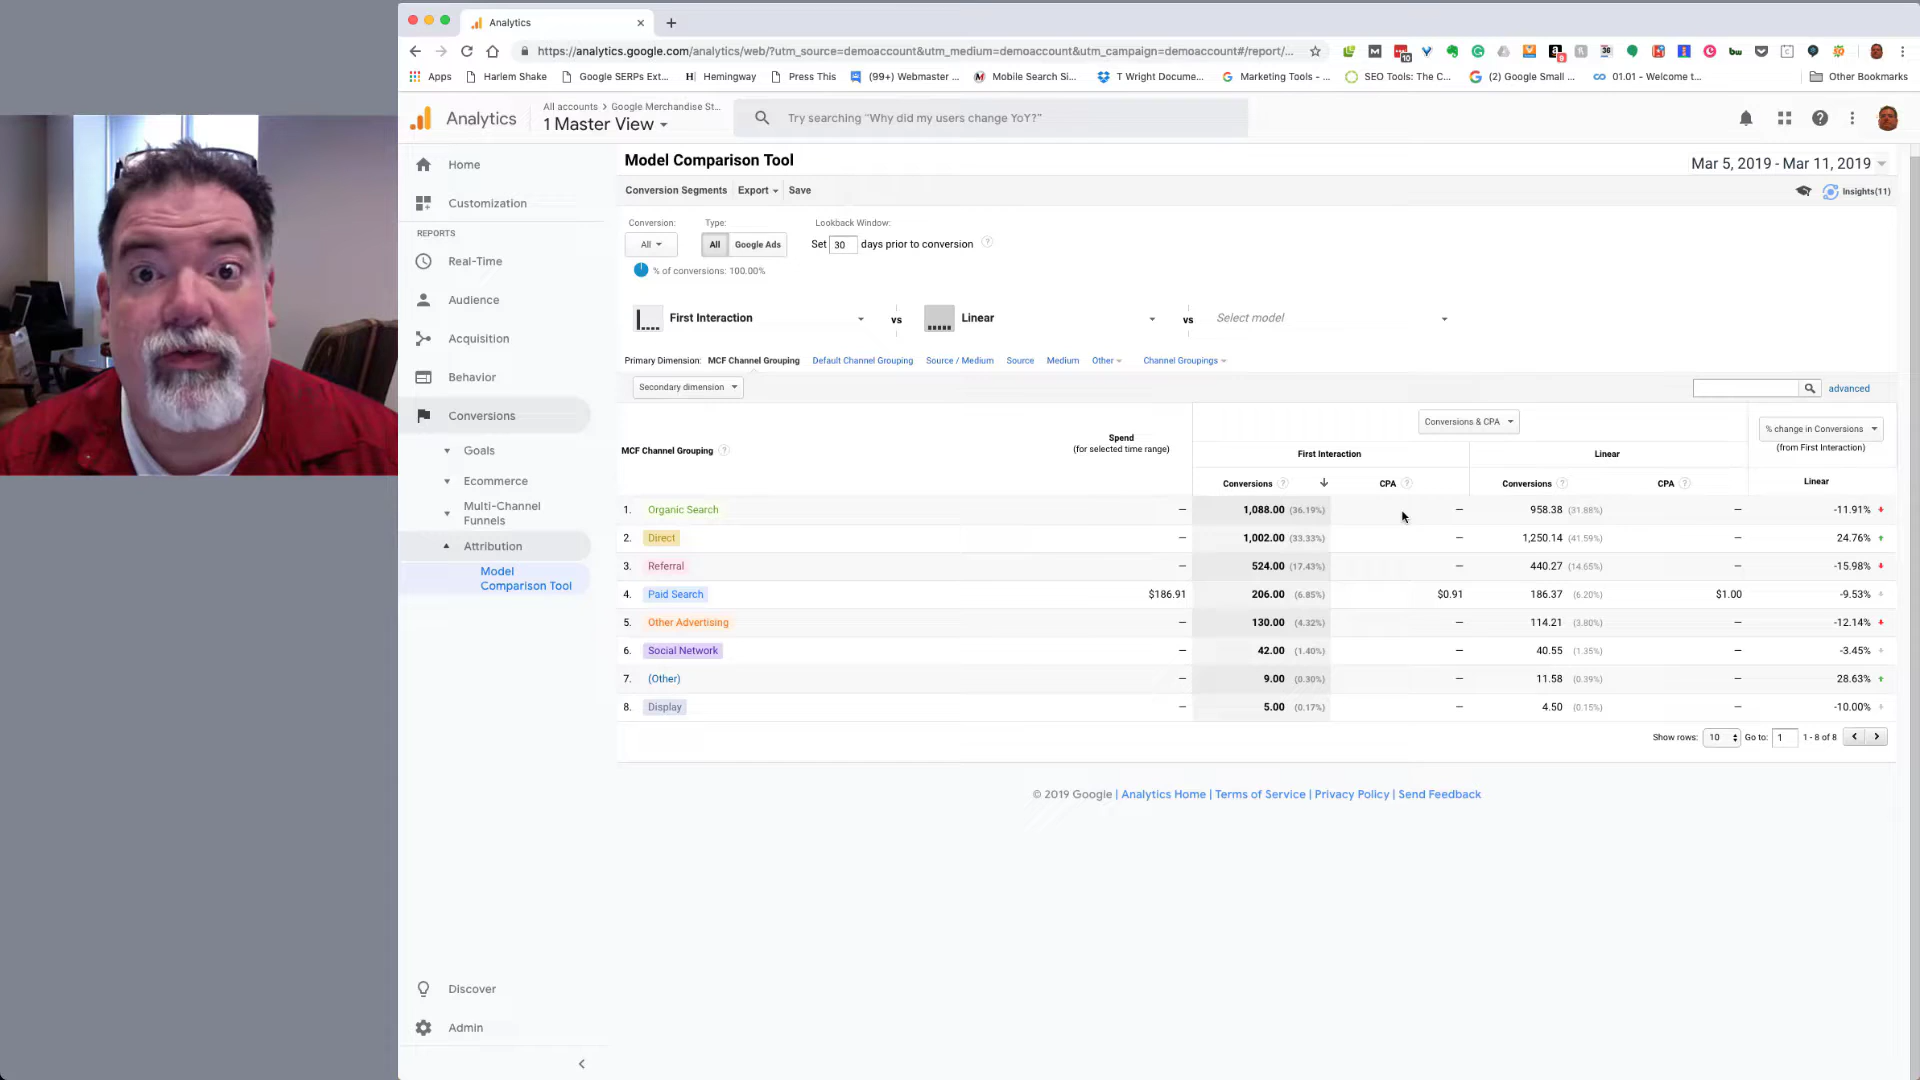 Analytics
https://analytics.google.com/analytics/web/?utm_source=demoaccount&utm_medium=demoaccount&utm_campaign=demoaccount#/report/...
Apps Harlem Shake Google SERPs Ext... Hemingway Press This (99+) Webmaster ... Mobile Search Si... T Wright Docume... Marketing Tools - ... SEO Tools: The C... (2) Google Small ... 01.01 - Welcome t... Other Bookmarks
Analytics
All accounts > Google Merchandise St...
1 Master View
Try searching "Why did my users change YoY?"
Home
Customization
REPORTS
Real-Time
Audience
Acquisition
Behavior
Conversions
Goals
Ecommerce
Multi-Channel
Funnels
Attribution
Model
Comparison Tool
Discover
Admin
Model Comparison Tool
Mar 5, 2019 - Mar 11, 2019
Conversion Segments Export Save
Insights(11)
Conversion: Type: Lookback Window:
All All Google Ads Set 30 days prior to conversion ?
% of conversions: 100.00%
First Interaction vs Linear vs Select model
Primary Dimension: MCF Channel Grouping Default Channel Grouping Source / Medium Source Medium Other Channel Groupings
Secondary dimension
advanced
MCF Channel Grouping ?
Spend
(for selected time range)
Conversions & CPA
% change in Conversions
(from First Interaction)
First Interaction Linear
Conversions ? CPA ? Conversions ? CPA ? Linear
1. Organic Search — 1,088.00 (36.19%) — 958.38 (31.88%) — -11.91%
2. Direct — 1,002.00 (33.33%) — 1,250.14 (41.59%) — 24.76%
3. Referral — 524.00 (17.43%) — 440.27 (14.65%) — -15.98%
4. Paid Search $186.91 206.00 (6.85%) $0.91 186.37 (6.20%) $1.00 -9.53%
5. Other Advertising — 130.00 (4.32%) — 114.21 (3.80%) — -12.14%
6. Social Network — 42.00 (1.40%) — 40.55 (1.35%) — -3.45%
7. (Other) — 9.00 (0.30%) — 11.58 (0.39%) — 28.63%
8. Display — 5.00 (0.17%) — 4.50 (0.15%) — -10.00%
Show rows: 10 Go to: 1 1 - 8 of 8
© 2019 Google | Analytics Home | Terms of Service | Privacy Policy | Send Feedback